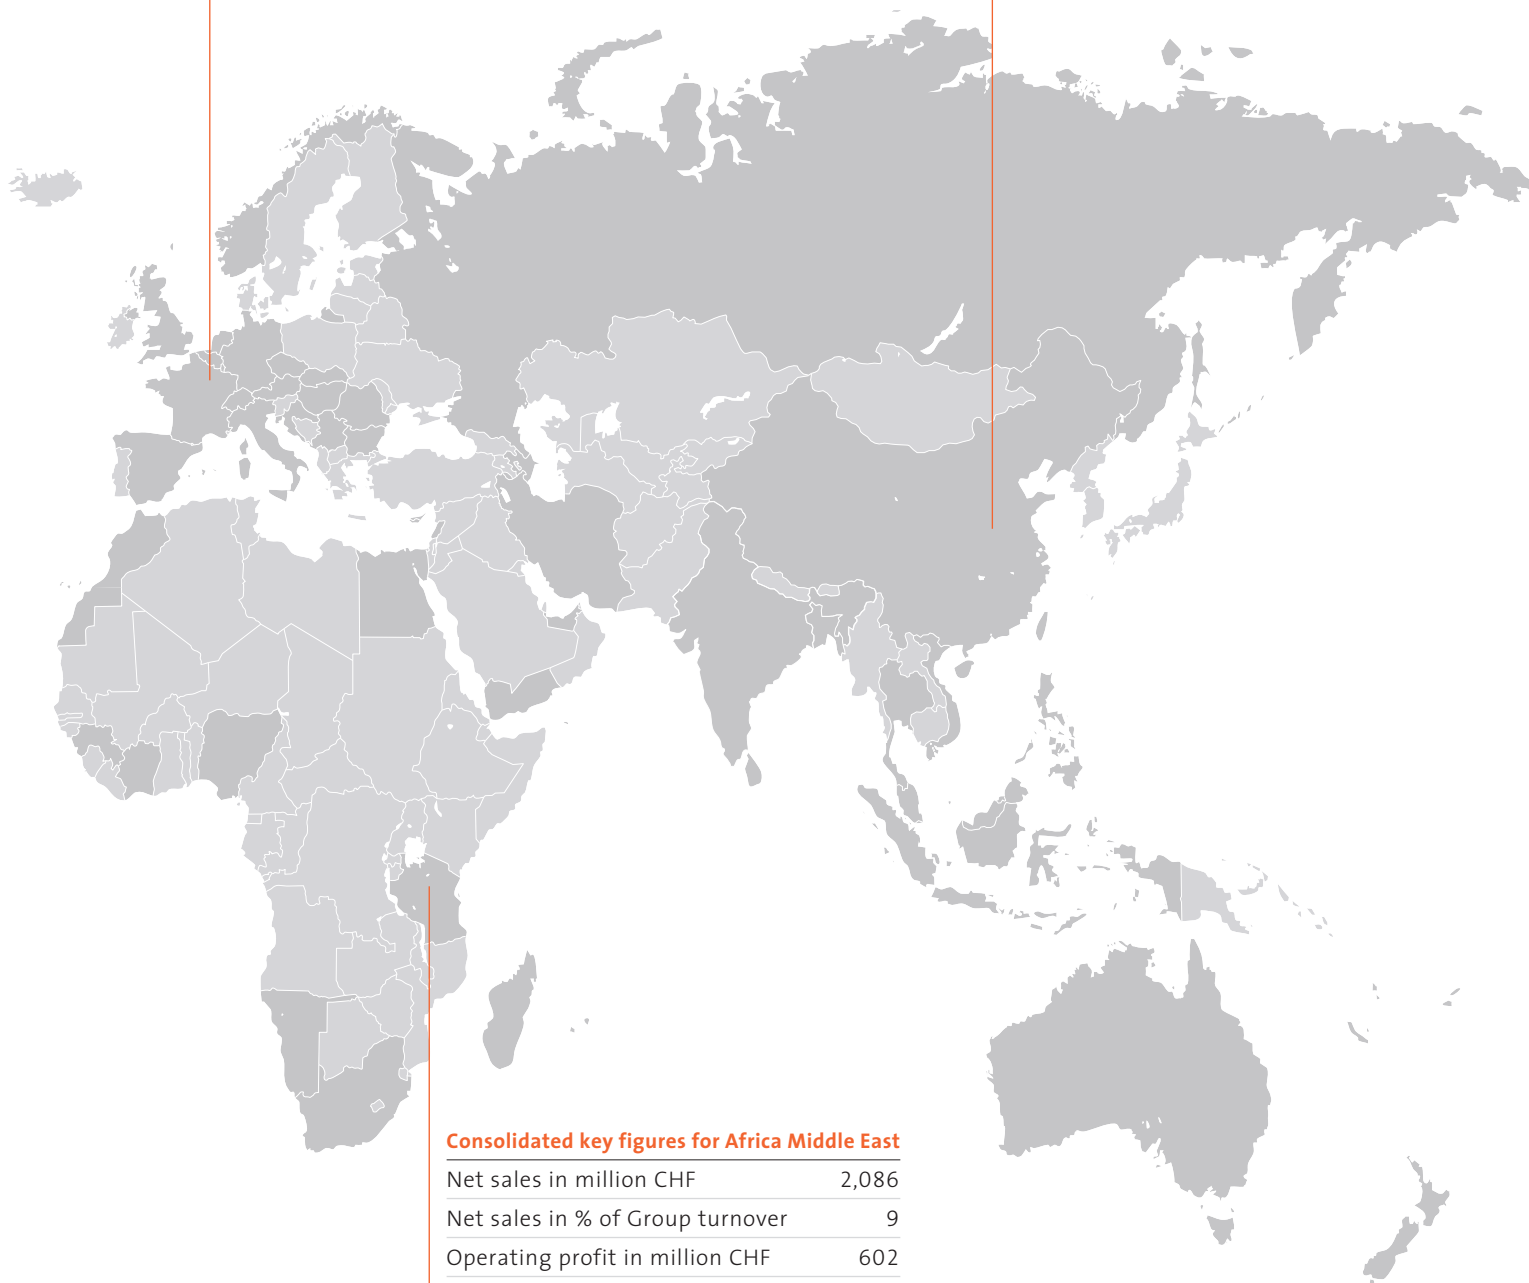 Consolidated key figures for Africa Middle East
Net sales in million CHF 2,086
Net sales in % of Group turnover 9
Operating profit in million CHF 602